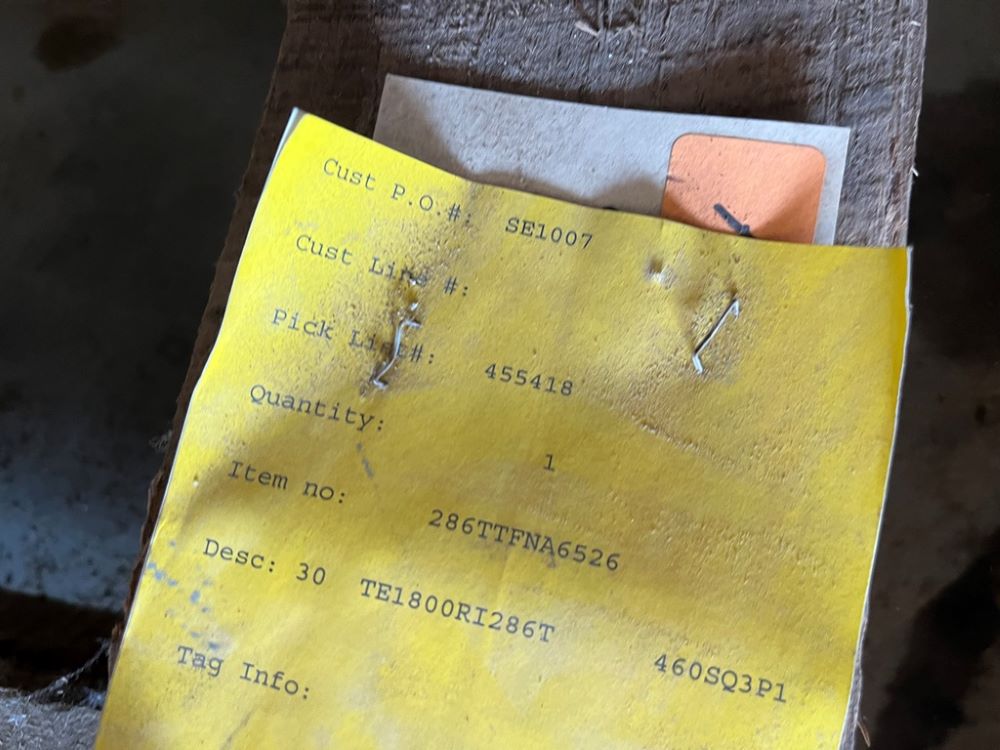 Cust P.O.#: SE1007
Cust Line #:
Pick List#: 455418
Quantity: 1
Item no: 286TTFNA6526
Desc: 30 TE1800RI286T 460SQ3P1
Tag Info: